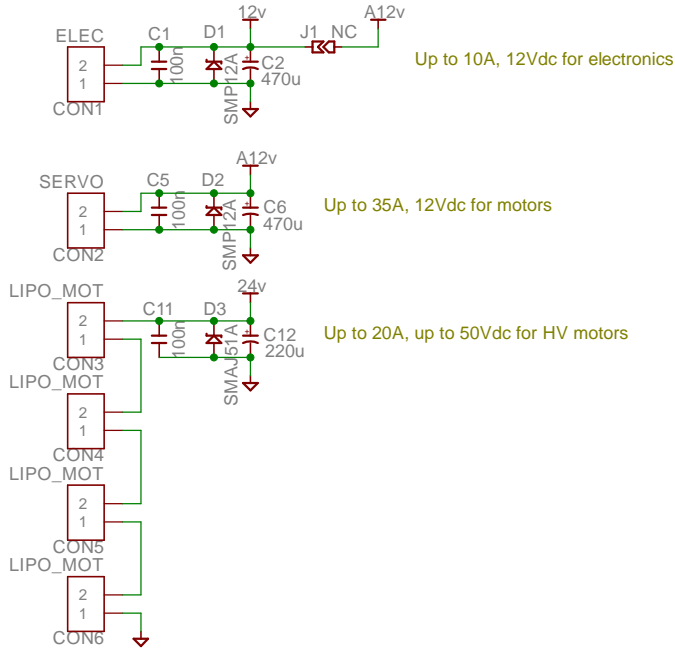 12v
A12v
ELEC
C1
D1
J1
NC
2
1
100n
SMP12A
C2
470u
CON1
Up to 10A, 12Vdc for electronics
A12v
SERVO
C5
D2
2
1
100n
SMP12A
C6
470u
CON2
Up to 35A, 12Vdc for motors
24v
LIPO_MOT
C11
D3
2
1
100n
SMAJ51A
C12
220u
CON3
Up to 20A, up to 50Vdc for HV motors
LIPO_MOT
2
1
CON4
LIPO_MOT
2
1
CON5
LIPO_MOT
2
1
CON6